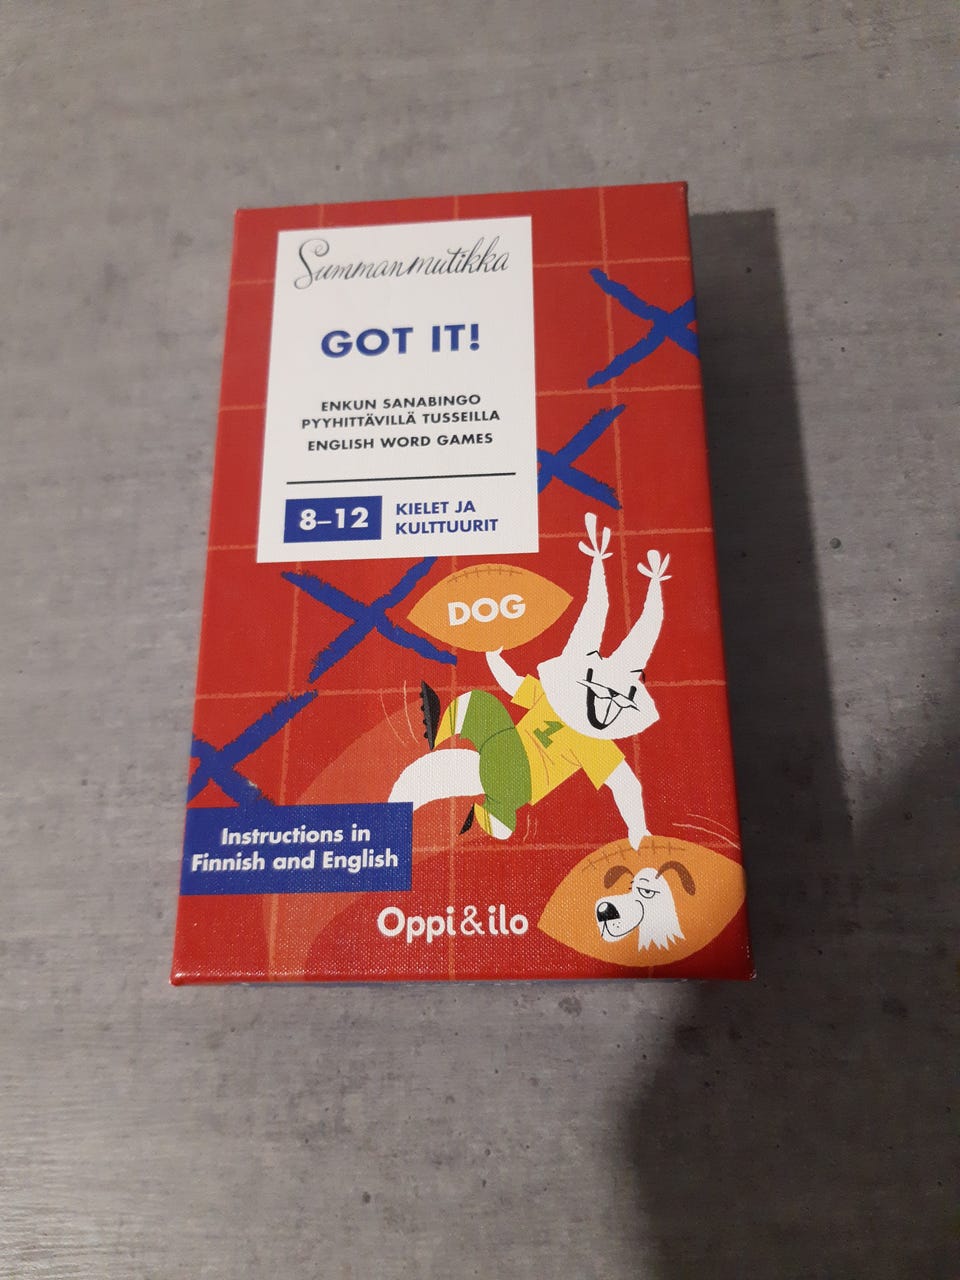 Summanmutikka
GOT IT!
ENKUN SANABINGO
PYYHITTÄVILLÄ TUSSEILLA
ENGLISH WORD GAMES
8–12
KIELET JA
KULTTUURIT
DOG
1
Instructions in
Finnish and English
Oppi&ilo